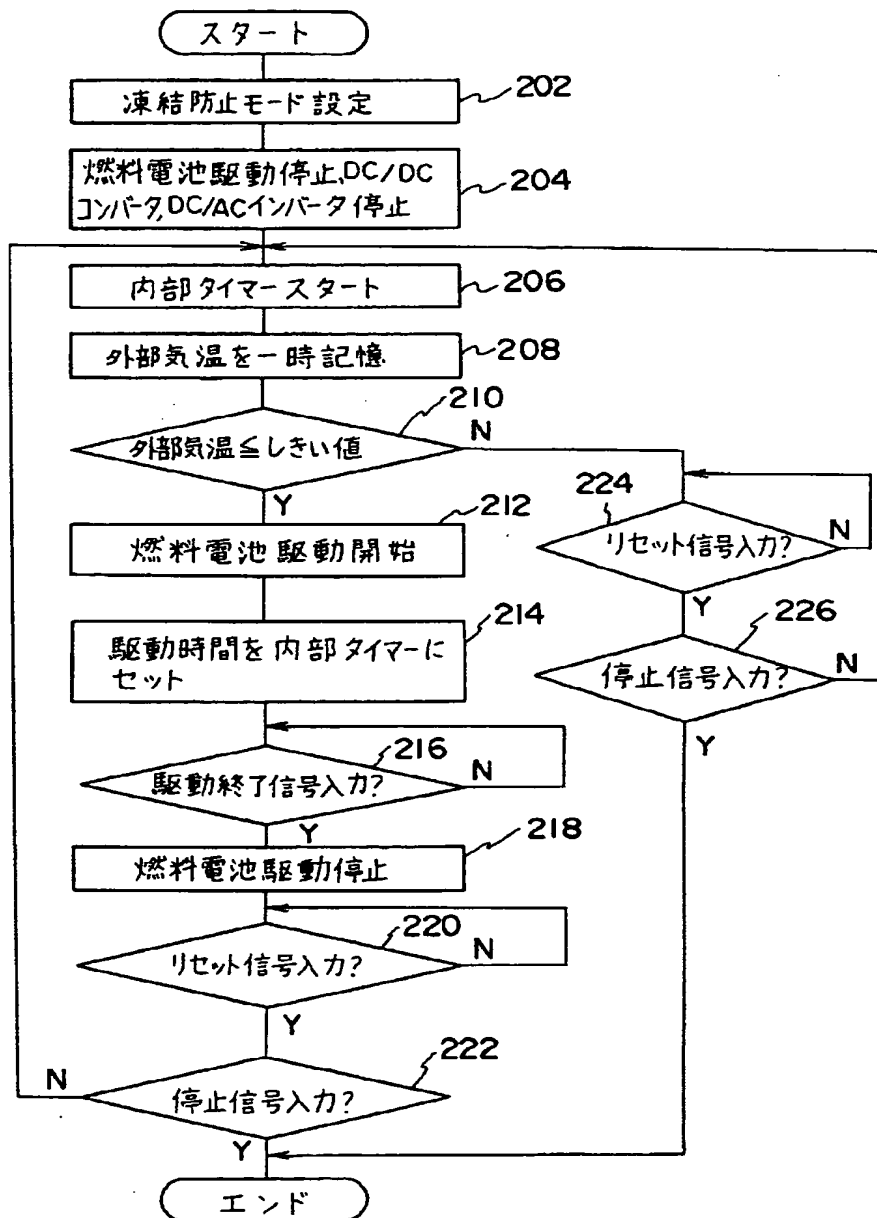 スタート
凍結防止モード設定
202
燃料電池駆動停止、DC/DC
コンバータ,DC/ACインバータ停止
204
内部タイマースタート
206
外部気温を一時記憶
208
210
外部気温≦しきい値
N
Y
212
燃料電池駆動開始
224
リセット信号入力?
N
Y
214
駆動時間を内部タイマーに
セット
226
停止信号入力?
N
Y
216
駆動終了信号入力?
N
Y
218
燃料電池駆動停止
220
リセット信号入力?
N
Y
222
N
停止信号入力?
Y
エンド